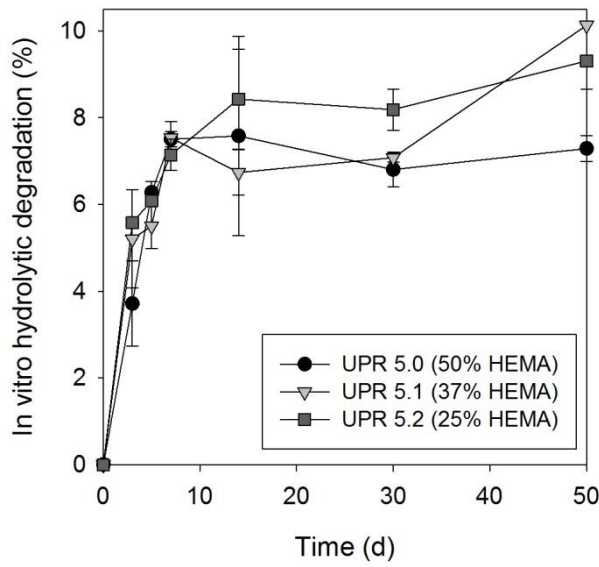 In vitro hydrolytic degradation (%)
10
8
6
4
2
0
UPR 5.0 (50% HEMA)
UPR 5.1 (37% HEMA)
UPR 5.2 (25% HEMA)
0 10 20 30 40 50
Time (d)